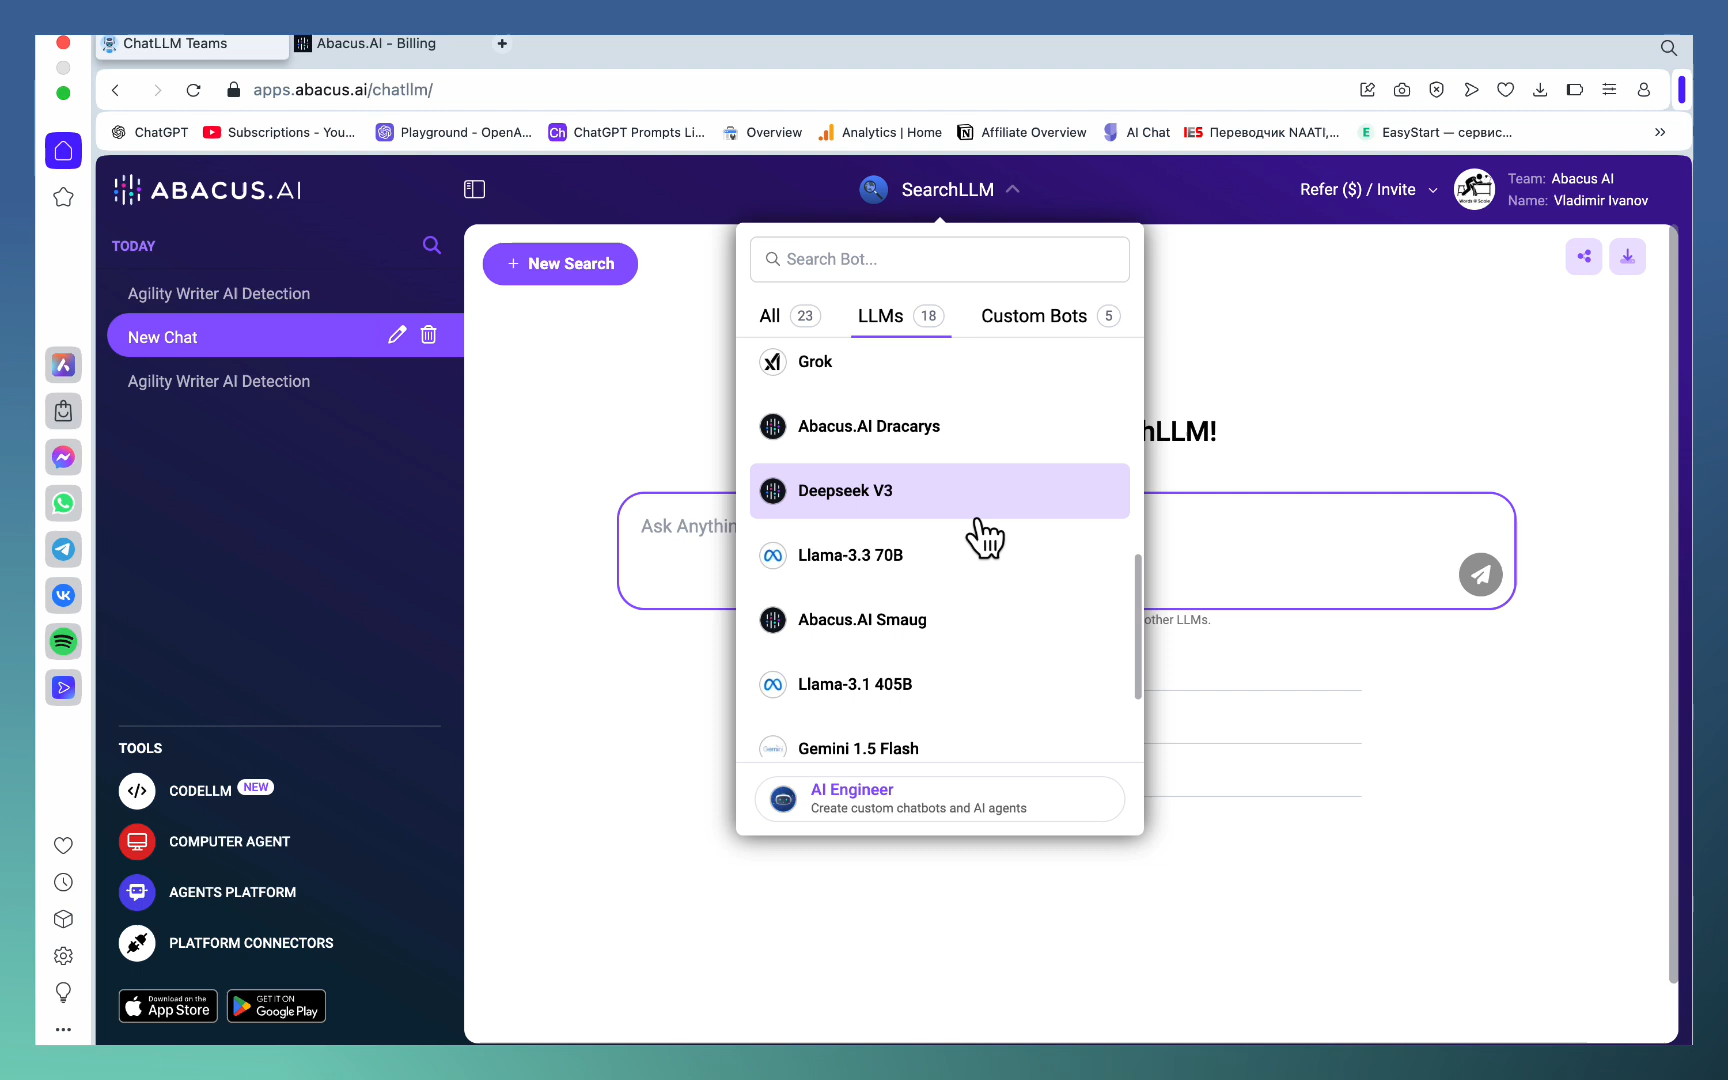 ChatLLM Teams
Abacus.AI - Billing
apps.abacus.ai/chatllm/
ChatGPT
Subscriptions - You...
Playground - OpenA...
Ch
ChatGPT Prompts Li...
Overview
Analytics | Home
Affiliate Overview
AI Chat
IES Переводчик NAATI,...
E
EasyStart — сервис...
ABACUS.AI
SearchLLM
Refer ($) / Invite
Team: Abacus AI
Name: Vladimir Ivanov
TODAY
Agility Writer AI Detection
New Chat
Agility Writer AI Detection
New Search
Search Bot...
All 23
LLMs 18
Custom Bots 5
Grok
Abacus.AI Dracarys
Deepseek V3
Llama-3.3 70B
Abacus.AI Smaug
Llama-3.1 405B
Gemini 1.5 Flash
AI Engineer
Create custom chatbots and AI agents
hLLM!
Ask Anythin
other LLMs.
TOOLS
CODELLM NEW
COMPUTER AGENT
AGENTS PLATFORM
PLATFORM CONNECTORS
Download on the
App Store
GET IT ON
Google Play